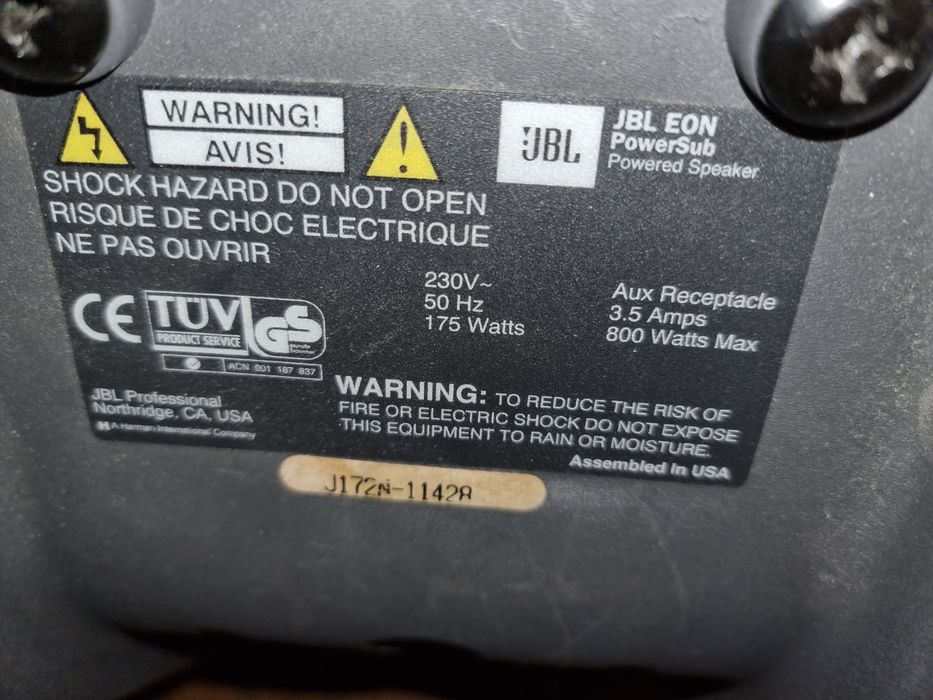 WARNING!
AVIS!
SHOCK HAZARD DO NOT OPEN
RISQUE DE CHOC ELECTRIQUE
NE PAS OUVRIR
JBL
JBL EON
PowerSub
Powered Speaker
230V~
50 Hz
175 Watts
Aux Receptacle
3.5 Amps
800 Watts Max
CE
TÜV
PRODUCT SERVICE
GS
geprüfte
Sicherheit
ACN 001 187 837
JBL Professional
Northridge, CA, USA
H A Harman International Company
WARNING: TO REDUCE THE RISK OF
FIRE OR ELECTRIC SHOCK DO NOT EXPOSE
THIS EQUIPMENT TO RAIN OR MOISTURE.
Assembled In USA
J172N-11428